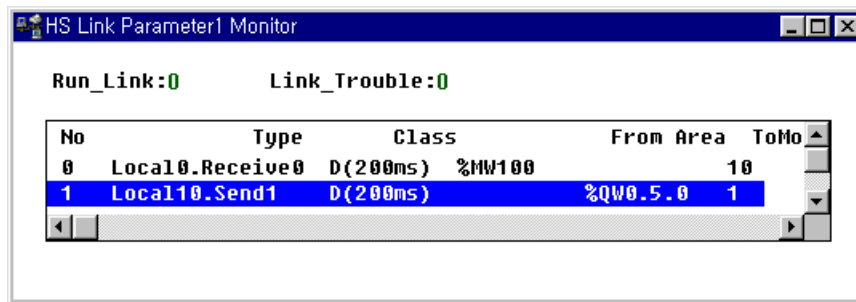 HS Link Parameter1 Monitor
Run_Link:0 Link_Trouble:0
No Type Class From Area ToMo
0 Local0.Receive0 D(200ms) %MW100 10
1 Local10.Send1 D(200ms) %QW0.5.0 1